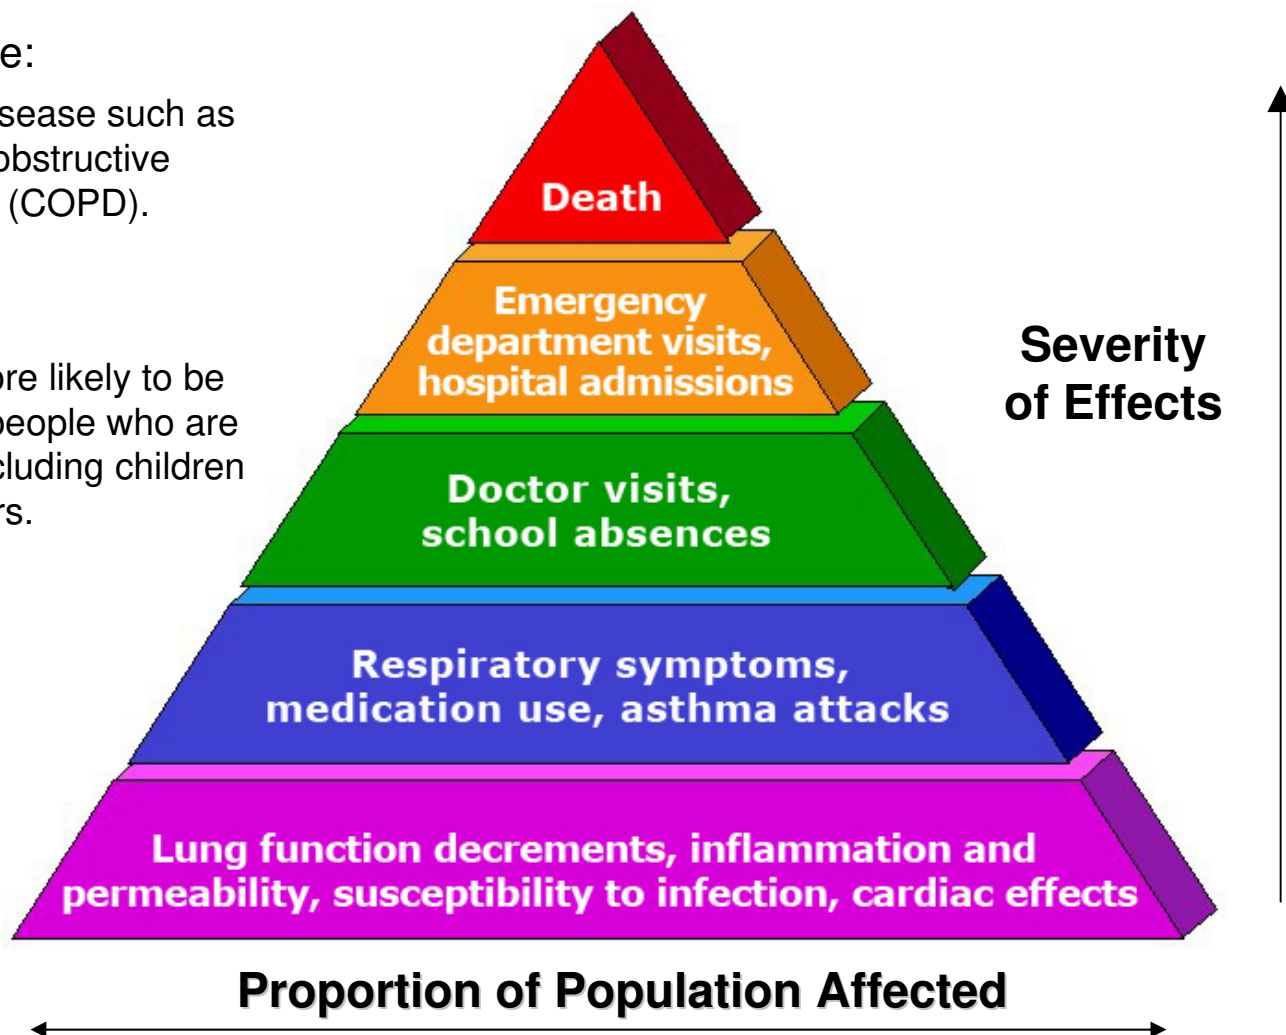 e:
sease such as
obstructive
(COPD).
ore likely to be
people who are
cluding children
rs.
Death
Emergency
department visits,
hospital admissions
Doctor visits,
school absences
Respiratory symptoms,
medication use, asthma attacks
Lung function decrements, inflammation and
permeability, susceptibility to infection, cardiac effects
Severity
of Effects
Proportion of Population Affected